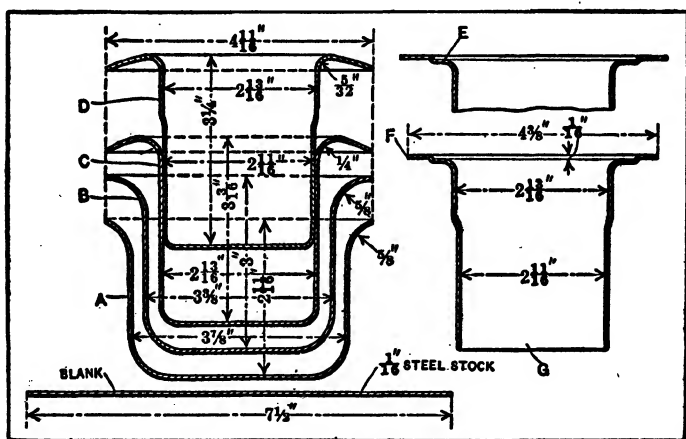 4 11/16"
E
5/32"
2 13/16"
D
3 1/4"
1/16"
4 3/8"
F
C
2 11/16"
1/4"
2 13/16"
B
3 3/16"
5/8"
3"
5/8"
2 11/16"
2 13/16"
2 11/16"
A
3 3/8"
3 7/8"
G
BLANK
1/16" STEEL STOCK
7 1/2"